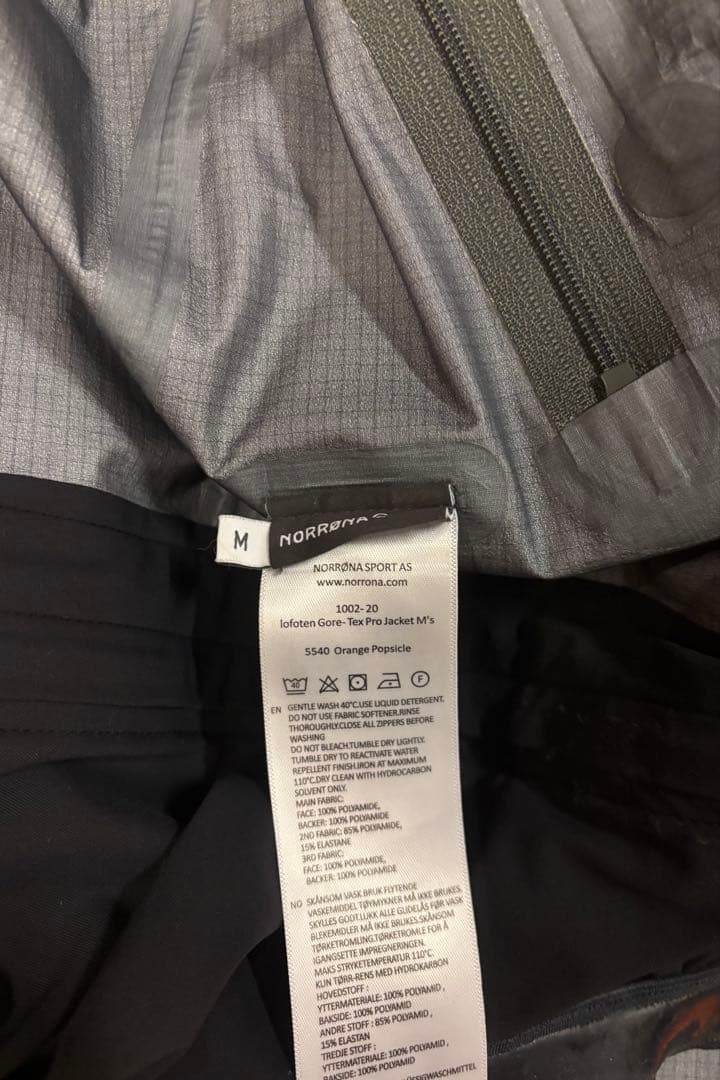 M
NORRØNA
NORRØNA SPORT AS
www.norrona.com
1002-20
lofoten Gore-Tex Pro Jacket M's
5540 Orange Popsicle
40
F
EN GENTLE WASH 40°C.USE LIQUID DETERGENT.
DO NOT USE FABRIC SOFTENER.RINSE
THOROUGHLY.CLOSE ALL ZIPPERS BEFORE
WASHING
DO NOT BLEACH.TUMBLE DRY LIGHTLY.
TUMBLE DRY TO REACTIVATE WATER
REPELLENT FINISH.IRON AT MAXIMUM
110°C.DRY CLEAN WITH HYDROCARBON
SOLVENT ONLY.
MAIN FABRIC:
FACE: 100% POLYAMIDE,
BACKER: 100% POLYAMIDE
2ND FABRIC: 85% POLYAMIDE,
15% ELASTANE
3RD FABRIC:
FACE: 100% POLYAMIDE,
BACKER: 100% POLYAMIDE
NO SKÅNSOM VASK BRUK FLYTENDE
VASKEMIDDEL TØYMYKNER MÅ IKKE BRUKES.
SKYLLES GODT.LUKK ALLE GLIDELÅS FØR VASK
BLEKEMIDLER MÅ IKKE BRUKES.SKÅNSOM
TØRKETROMLING.TØRKETROMLE FOR Å
IGANGSETTE IMPREGNERINGEN.
MAKS STRYKETEMPERATUR 110°C.
KUN TØRR-RENS MED HYDROKARBON
HOVEDSTOFF :
YTTERMATERIALE: 100% POLYAMID ,
BAKSIDE: 100% POLYAMID
ANDRE STOFF : 85% POLYAMID ,
15% ELASTAN
TREDJE STOFF :
YTTERMATERIALE: 100% POLYAMID ,
BAKSIDE: 100% POLYAMID